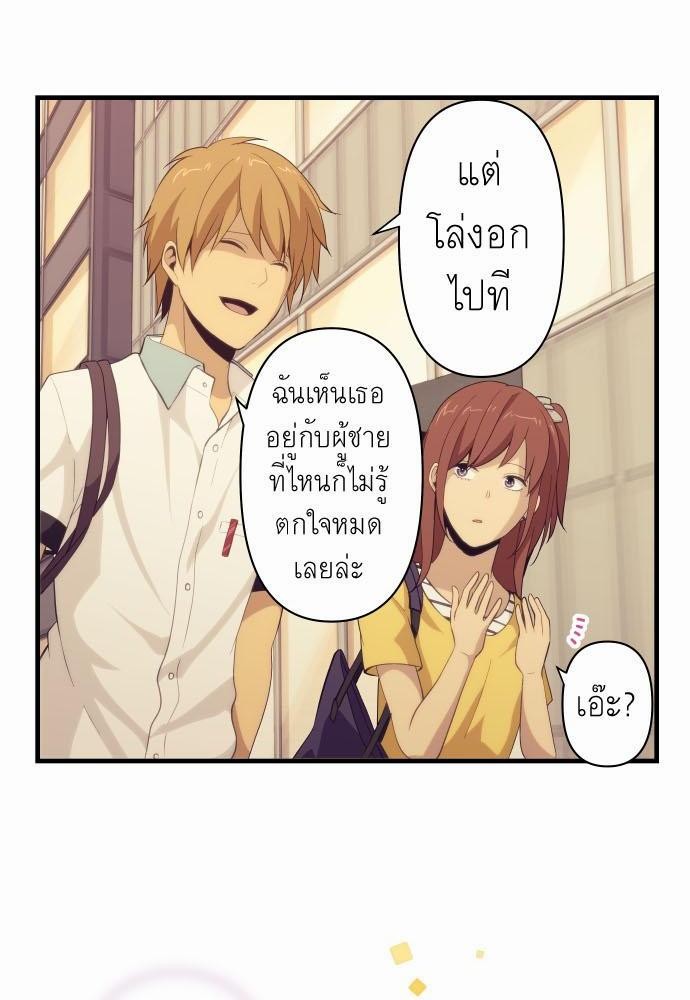 แต่
โล่งอก
ไปที
ฉันเห็นเธอ
อยู่กับผู้ชาย
ที่ไหนก็ไม่รู้
ตกใจหมด
เลยล่ะ
เอ๊ะ?